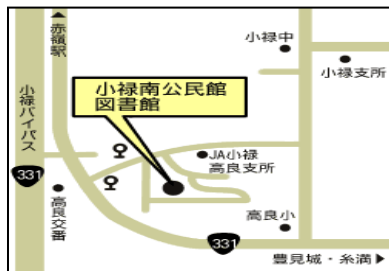 赤嶺駅
小禄中
小禄支所
小禄南公民館
図書館
小禄バイパス
JA小禄
高良支所
331
高良交番
高良小
331
豊見城・糸満